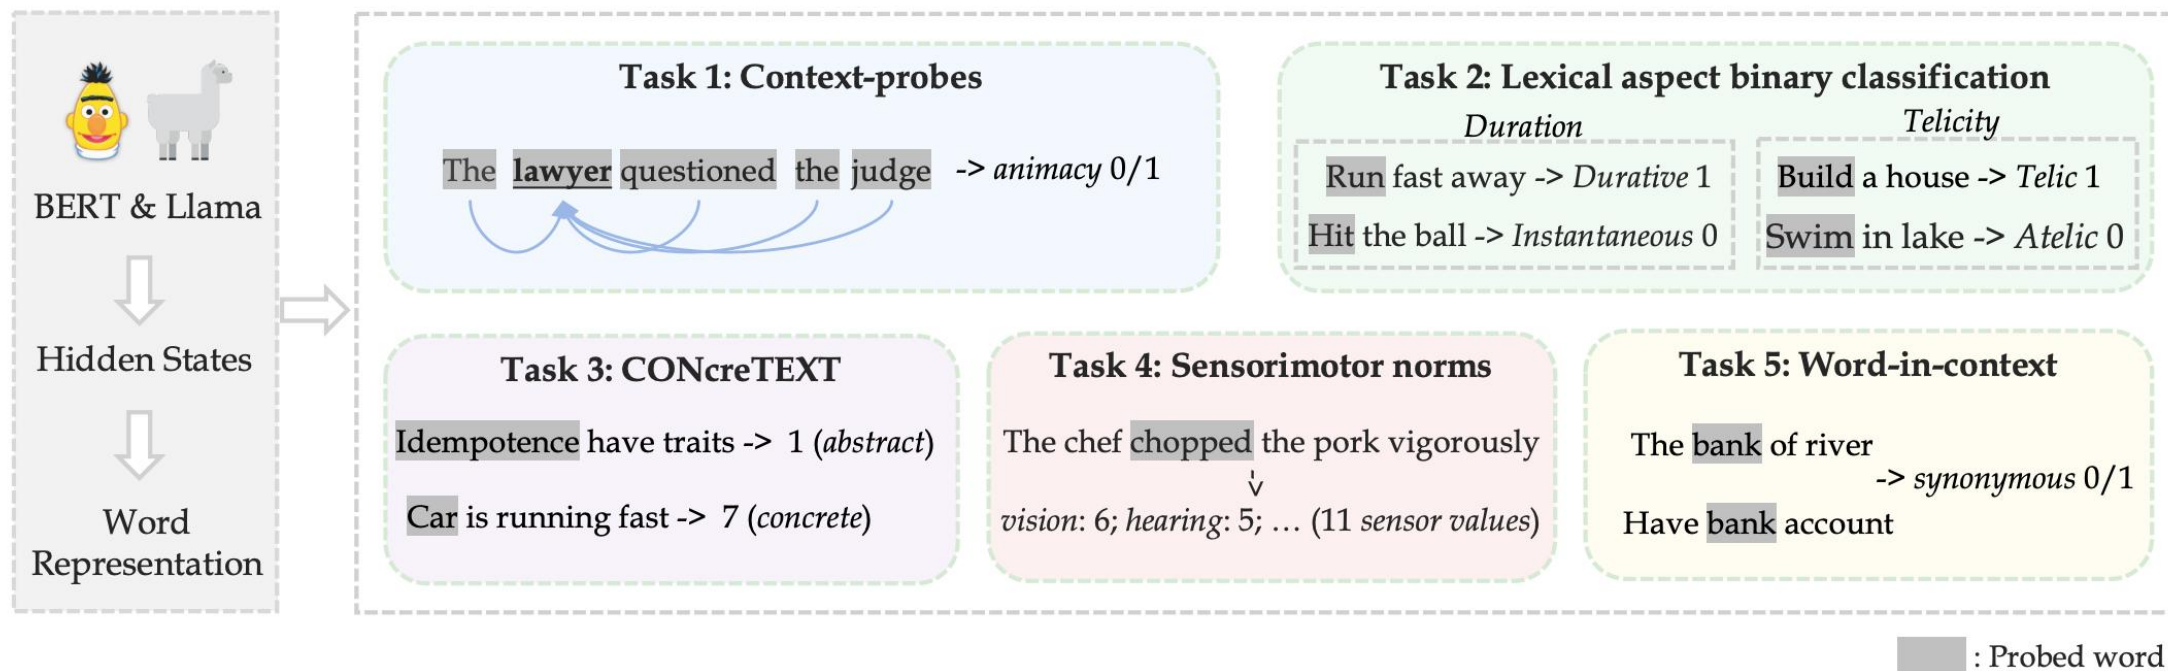 BERT & Llama
Hidden States
Word
Representation
Task 1: Context-probes
The lawyer questioned the judge -> animacy 0/1
Task 2: Lexical aspect binary classification
Duration
Run fast away -> Durative 1
Hit the ball -> Instantaneous 0
Telicity
Build a house -> Telic 1
Swim in lake -> Atelic 0
Task 3: CONcreTEXT
Idempotence have traits -> 1 (abstract)
Car is running fast -> 7 (concrete)
Task 4: Sensorimotor norms
The chef chopped the pork vigorously
vision: 6; hearing: 5; … (11 sensor values)
Task 5: Word-in-context
The bank of river
-> synonymous 0/1
Have bank account
: Probed word